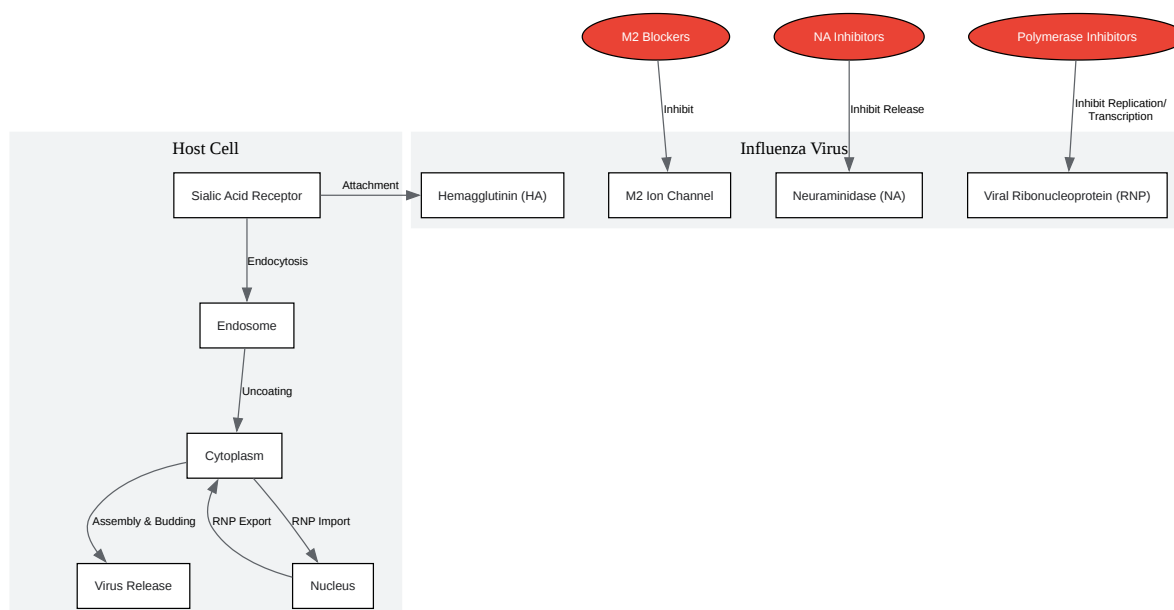 M2 Blockers
NA Inhibitors
Polymerase Inhibitors
Inhibit
Inhibit Release
Inhibit Replication/
Transcription
Host Cell
Influenza Virus
Sialic Acid Receptor
Attachment
Hemagglutinin (HA)
M2 Ion Channel
Neuraminidase (NA)
Viral Ribonucleoprotein (RNP)
Endocytosis
Endosome
Uncoating
Cytoplasm
Assembly & Budding
RNP Export
RNP Import
Virus Release
Nucleus